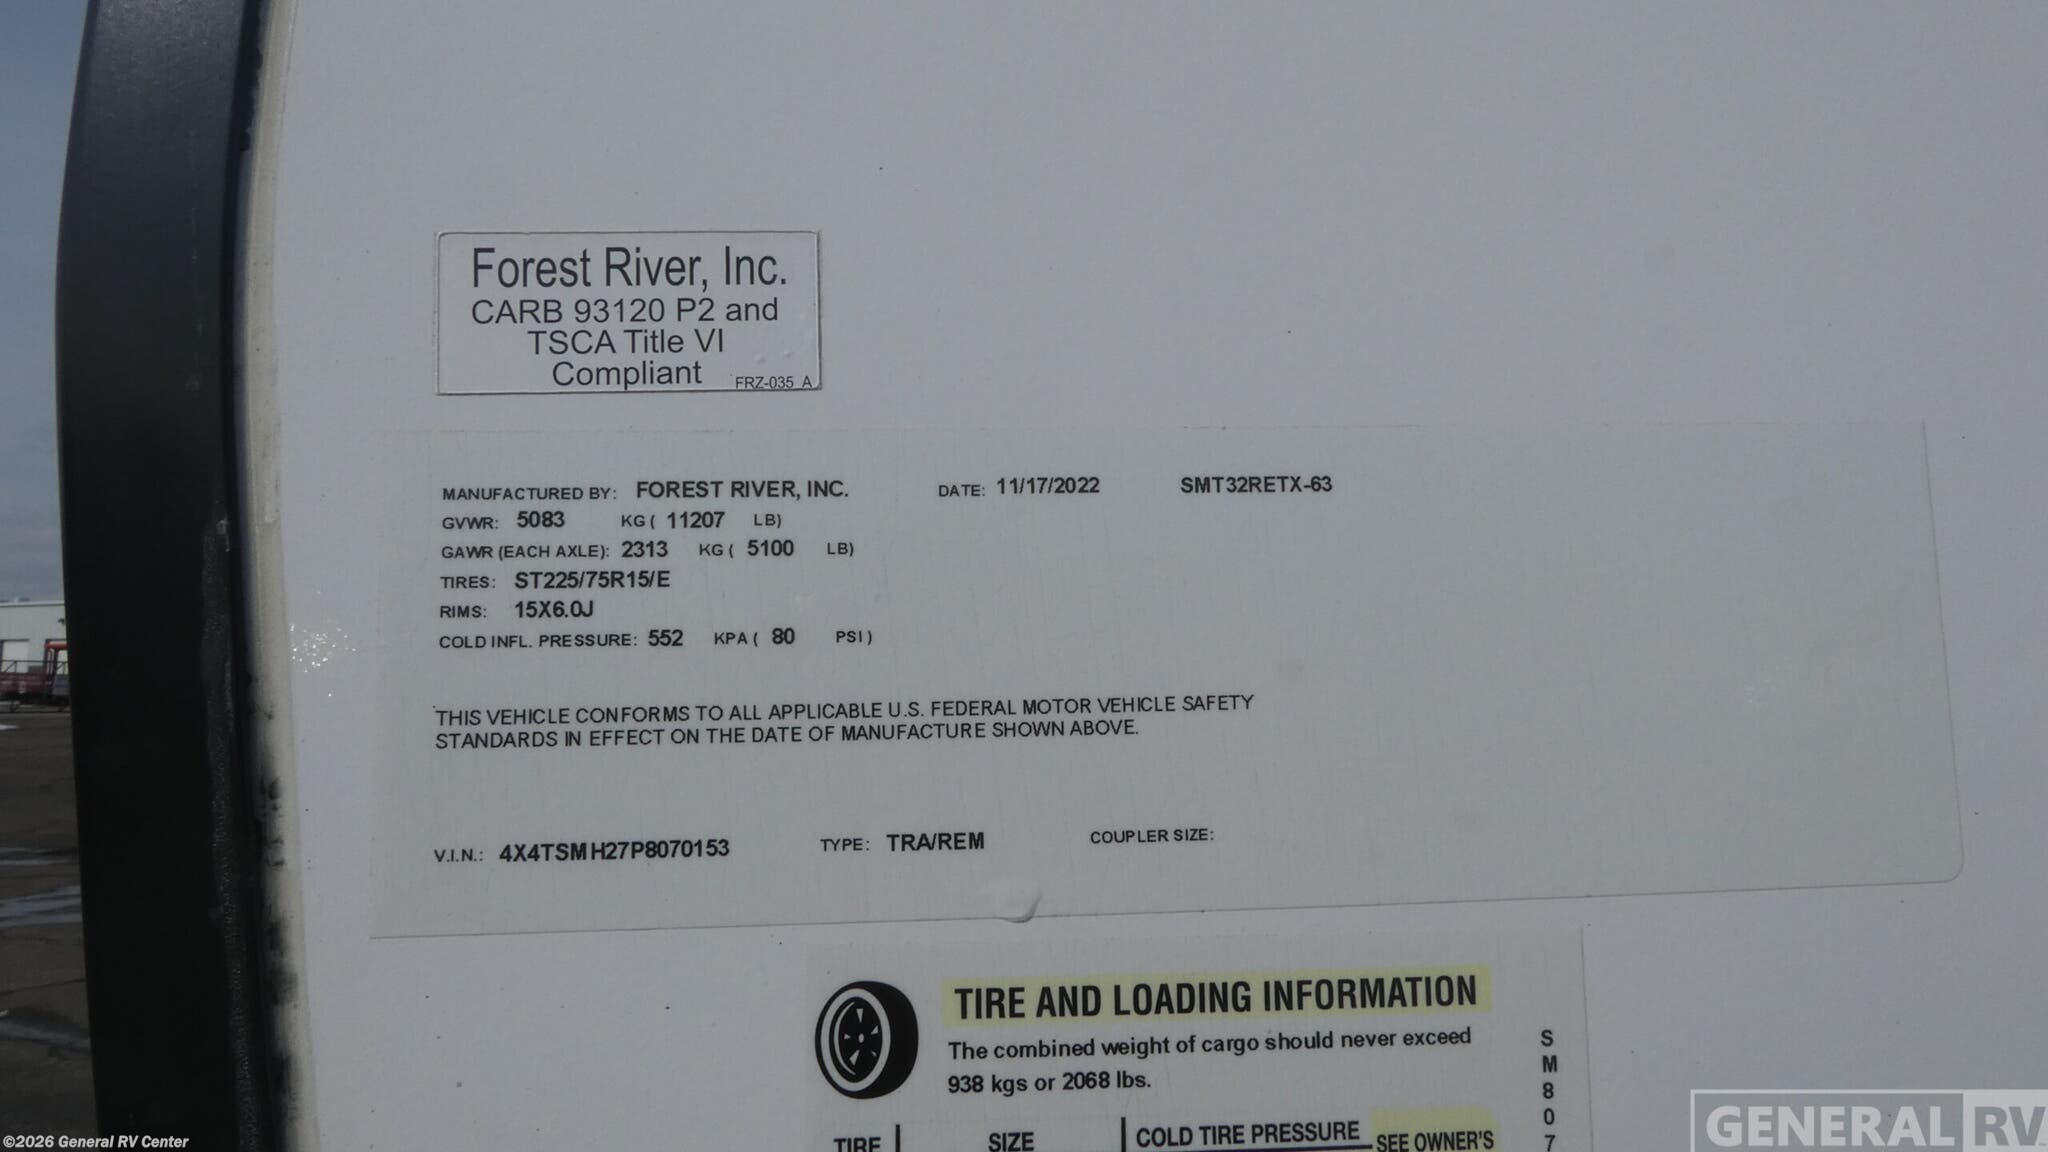 Forest River, Inc.
CARB 93120 P2 and
TSCA Title VI
Compliant FRZ-035_A
MANUFACTURED BY: FOREST RIVER, INC. DATE: 11/17/2022 SMT32RETX-63
GVWR: 5083 KG ( 11207 LB)
GAWR (EACH AXLE): 2313 KG ( 5100 LB)
TIRES: ST225/75R15/E
RIMS: 15X6.0J
COLD INFL. PRESSURE: 552 KPA ( 80 PSI )
THIS VEHICLE CONFORMS TO ALL APPLICABLE U.S. FEDERAL MOTOR VEHICLE SAFETY
STANDARDS IN EFFECT ON THE DATE OF MANUFACTURE SHOWN ABOVE.
V.I.N.: 4X4TSMH27P8070153 TYPE: TRA/REM COUPLER SIZE:
TIRE AND LOADING INFORMATION
The combined weight of cargo should never exceed
938 kgs or 2068 lbs.
TIRE SIZE COLD TIRE PRESSURE SEE OWNER'S
S
M
8
0
7
©2026 General RV Center
GENERAL RV